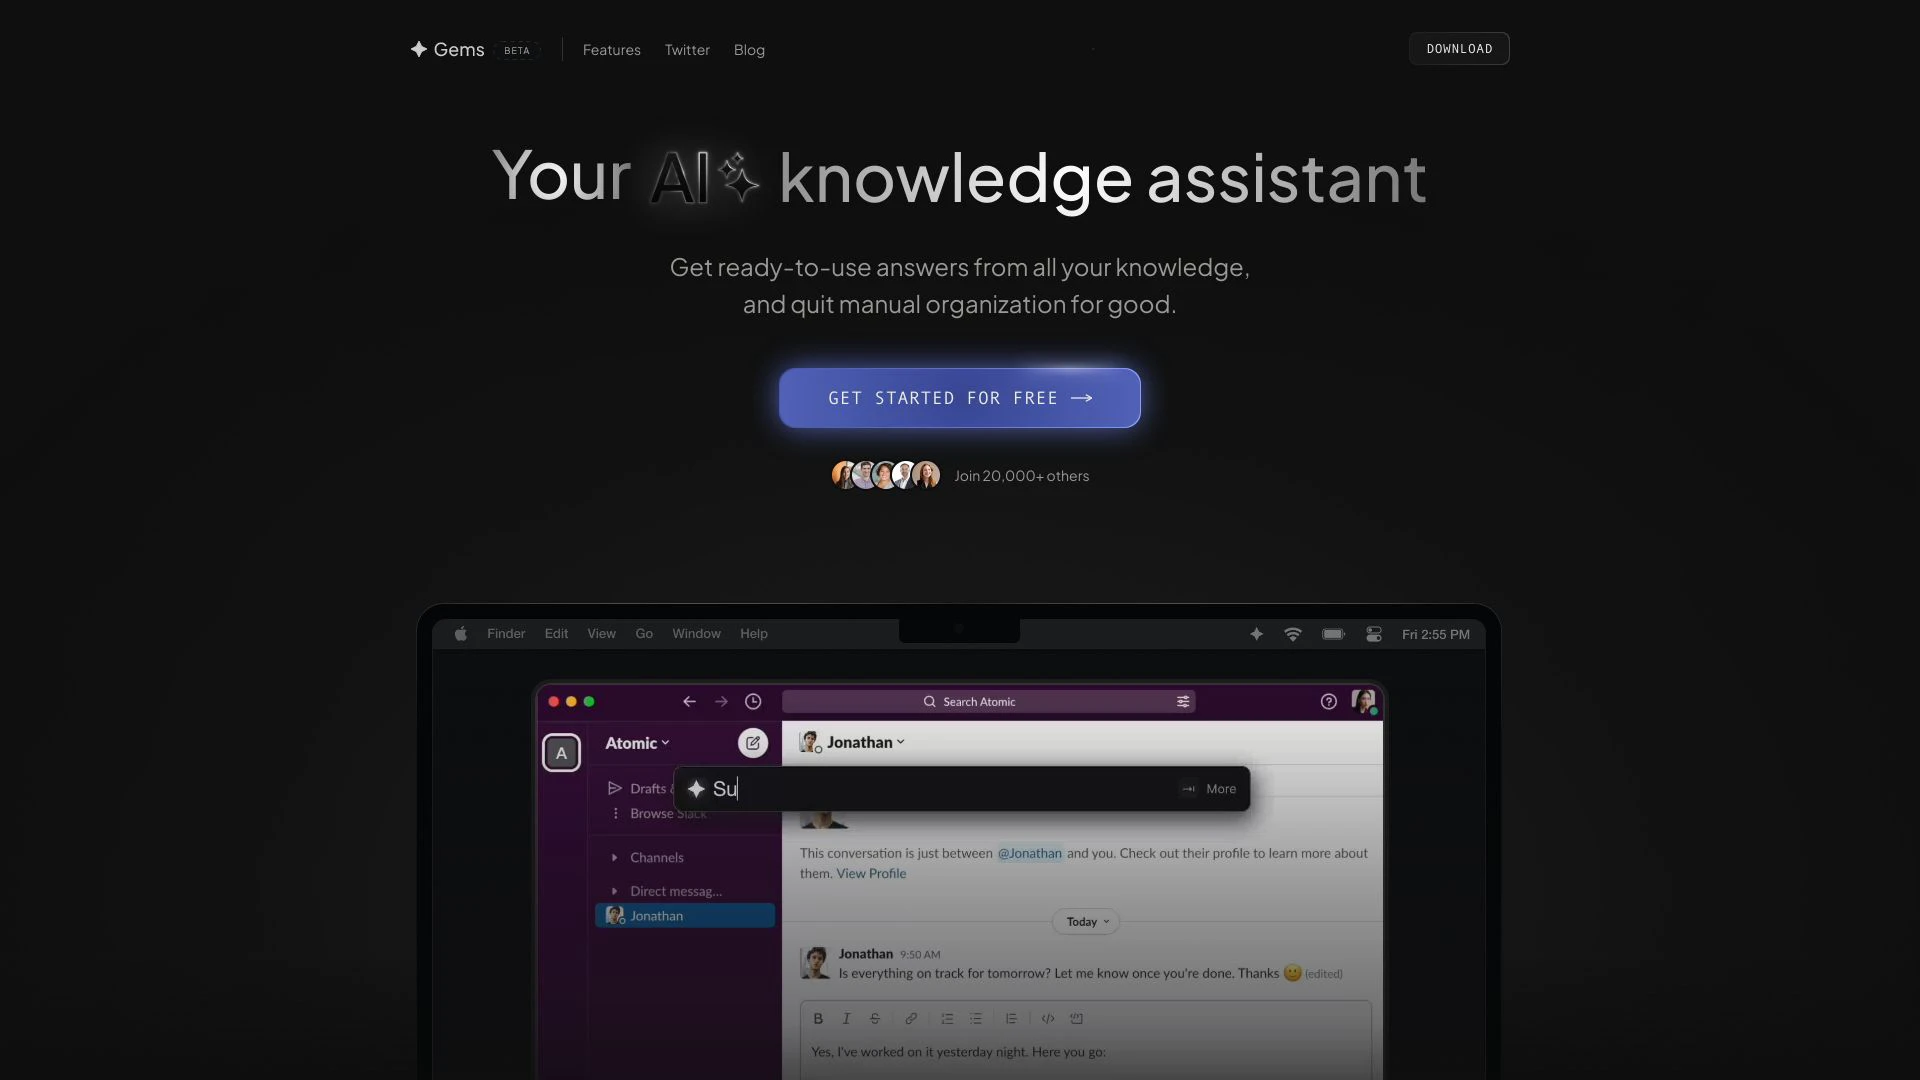 Gems BETA Features Twitter Blog DOWNLOAD
Your AI knowledge assistant
Get ready-to-use answers from all your knowledge,
and quit manual organization for good.
GET STARTED FOR FREE →
Join 20,000+ others
Finder Edit View Go Window Help Fri 2:55 PM
Search Atomic
A
Atomic
Jonathan
Su
More
Drafts
Browse Slack
This conversation is just between @Jonathan and you. Check out their profile to learn more about
them. View Profile
Channels
Direct messag...
Jonathan
Today
Jonathan 9:50 AM
Is everything on track for tomorrow? Let me know once you're done. Thanks 🙂 (edited)
B I S
Yes, I've worked on it yesterday night. Here you go: